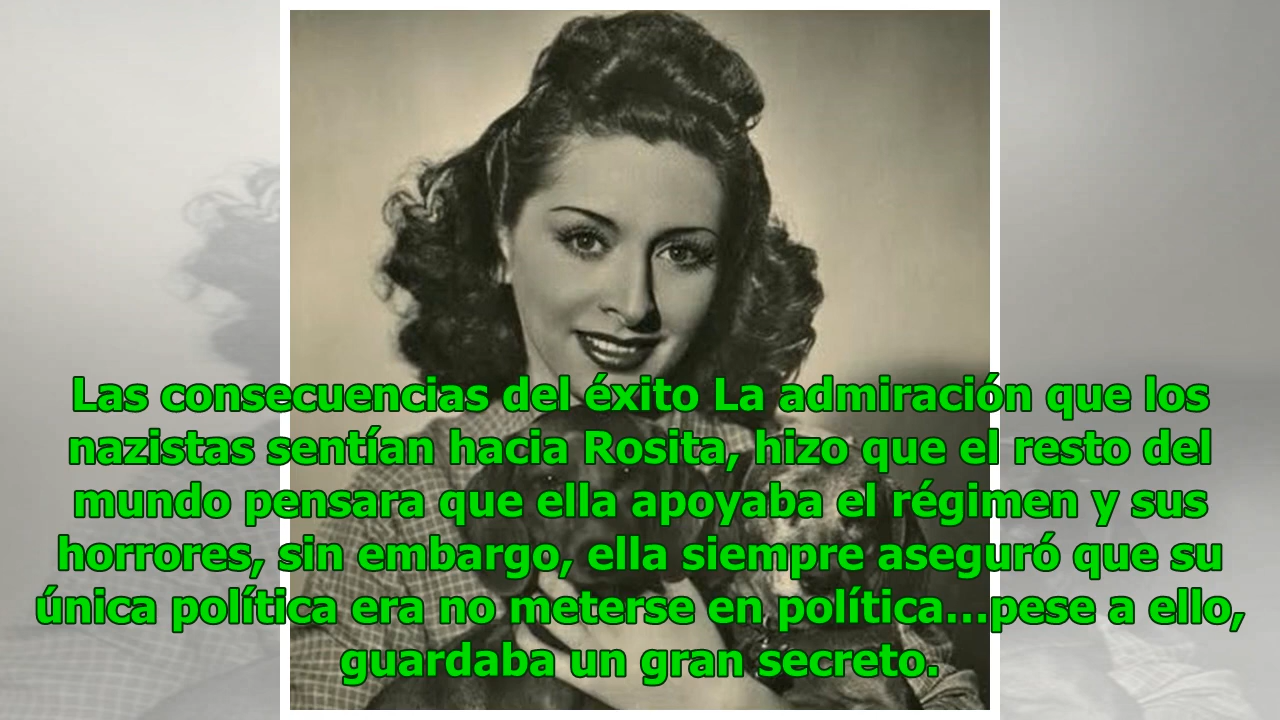 Las consecuencias del éxito La admiración que los
nazistas sentían hacia Rosita, hizo que el resto del
mundo pensara que ella apoyaba el régimen y sus
horrores, sin embargo, ella siempre aseguró que su
única política era no meterse en política...pese a ello,
guardaba un gran secreto.